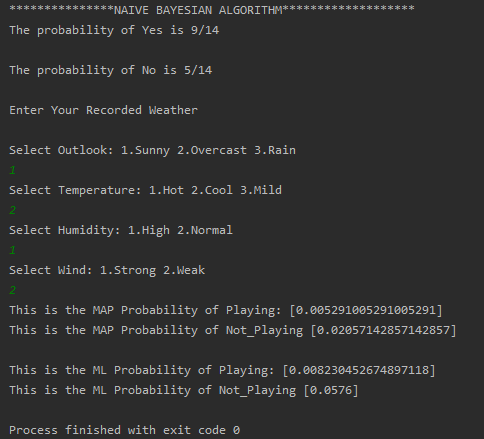 ***************NAIVE BAYESIAN ALGORITHM*******************
The probability of Yes is 9/14
The probability of No is 5/14
Enter Your Recorded Weather
Select Outlook: 1.Sunny 2.Overcast 3.Rain
1
Select Temperature: 1.Hot 2.Cool 3.Mild
2
Select Humidity: 1.High 2.Normal
1
Select Wind: 1.Strong 2.Weak
2
This is the MAP Probability of Playing: [0.005291005291005291]
This is the MAP Probability of Not_Playing [0.02057142857142857]
This is the ML Probability of Playing: [0.008230452674897118]
This is the ML Probability of Not_Playing [0.0576]
Process finished with exit code 0